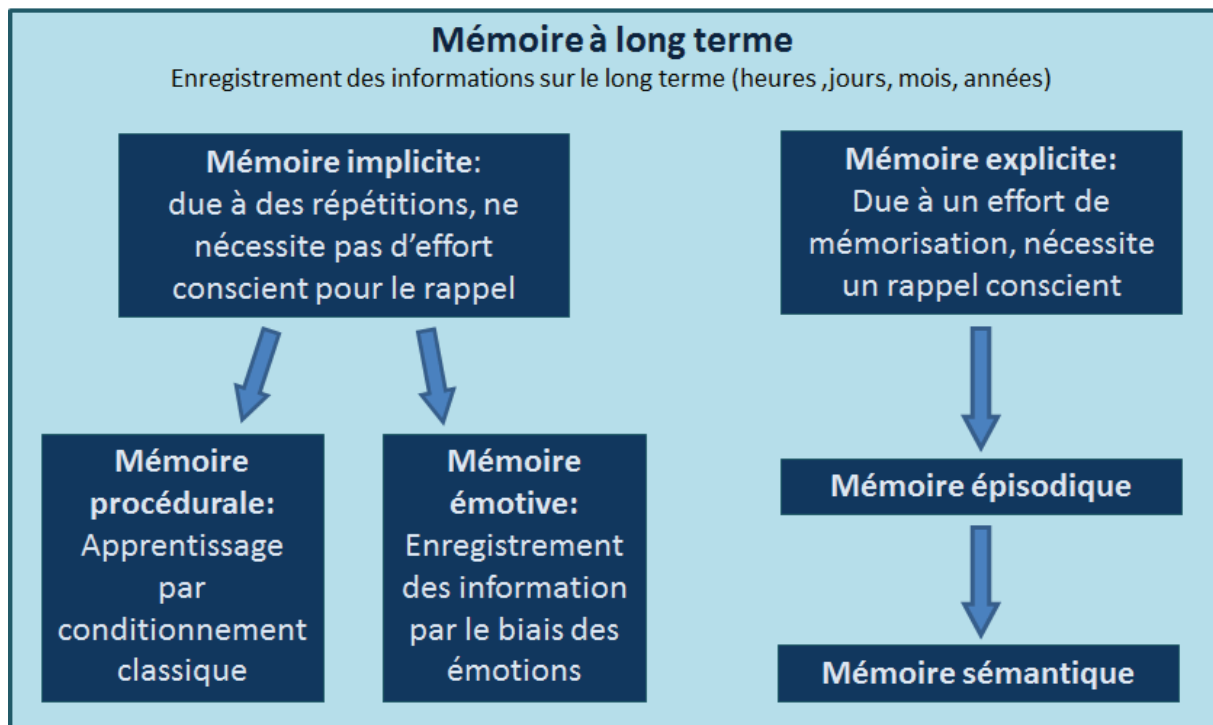 Mémoire à long terme
Enregistrement des informations sur le long terme (heures ,jours, mois, années)
Mémoire implicite:
due à des répétitions, ne
nécessite pas d’effort
conscient pour le rappel
Mémoire explicite:
Due à un effort de
mémorisation, nécessite
un rappel conscient
Mémoire
procédurale:
Apprentissage
par
conditionnement
classique
Mémoire
émotive:
Enregistrement
des information
par le biais des
émotions
Mémoire épisodique
Mémoire sémantique